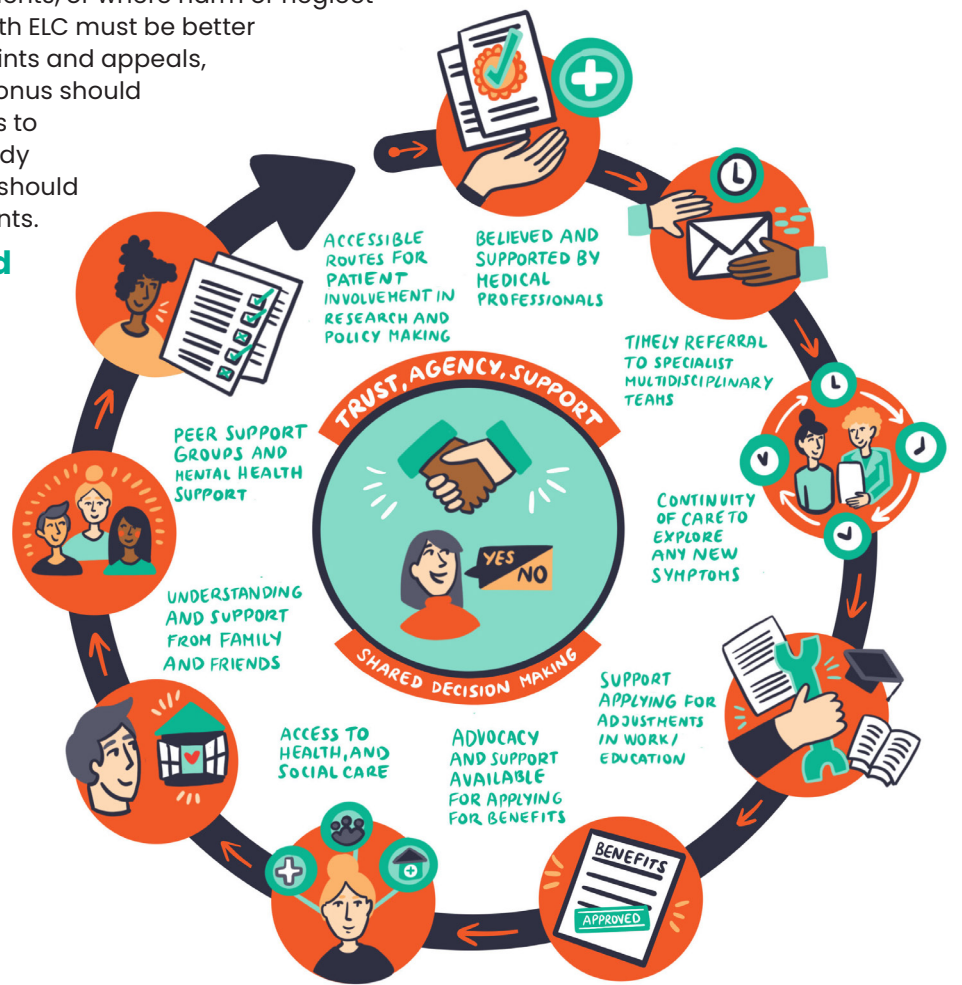 ents, or where harm or neglect
th ELC must be better
ints and appeals,
onus should
s to
dy
should
nts.
d
ACCESSIBLE
ROUTES FOR
PATIENT
INVOLVEMENT IN
RESEARCH AND
POLICY MAKING
BELIEVED AND
SUPPORTED BY
MEDICAL
PROFESSIONALS
TIMELY REFERRAL
TO SPECIALIST
MULTIDISCIPLINARY
TEAMS
CONTINUITY
OF CARE TO
EXPLORE
ANY NEW
SYMPTOMS
SUPPORT
APPLYING FOR
ADJUSTMENTS
IN WORK/
EDUCATION
ADVOCACY
AND SUPPORT
AVAILABLE
FOR APPLYING
FOR BENEFITS
BENEFITS
APPROVED
ACCESS TO
HEALTH, AND
SOCIAL CARE
UNDERSTANDING
AND SUPPORT
FROM FAMILY
AND FRIENDS
PEER SUPPORT
GROUPS AND
MENTAL HEALTH
SUPPORT
TRUST, AGENCY, SUPPORT
YES
NO
SHARED DECISION MAKING